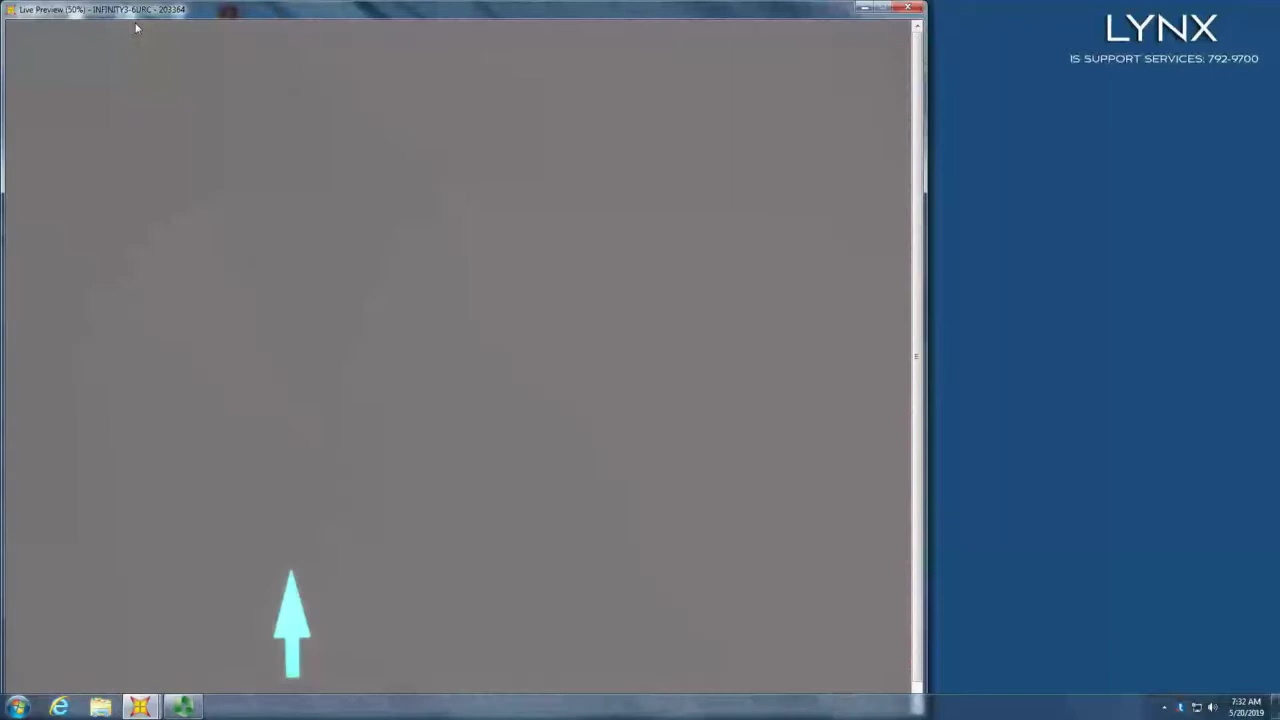 Live Preview (50%) - INFINITY3-6URC - 203364
LYNX
IS SUPPORT SERVICES: 792-9700
7:32 AM
5/20/2019